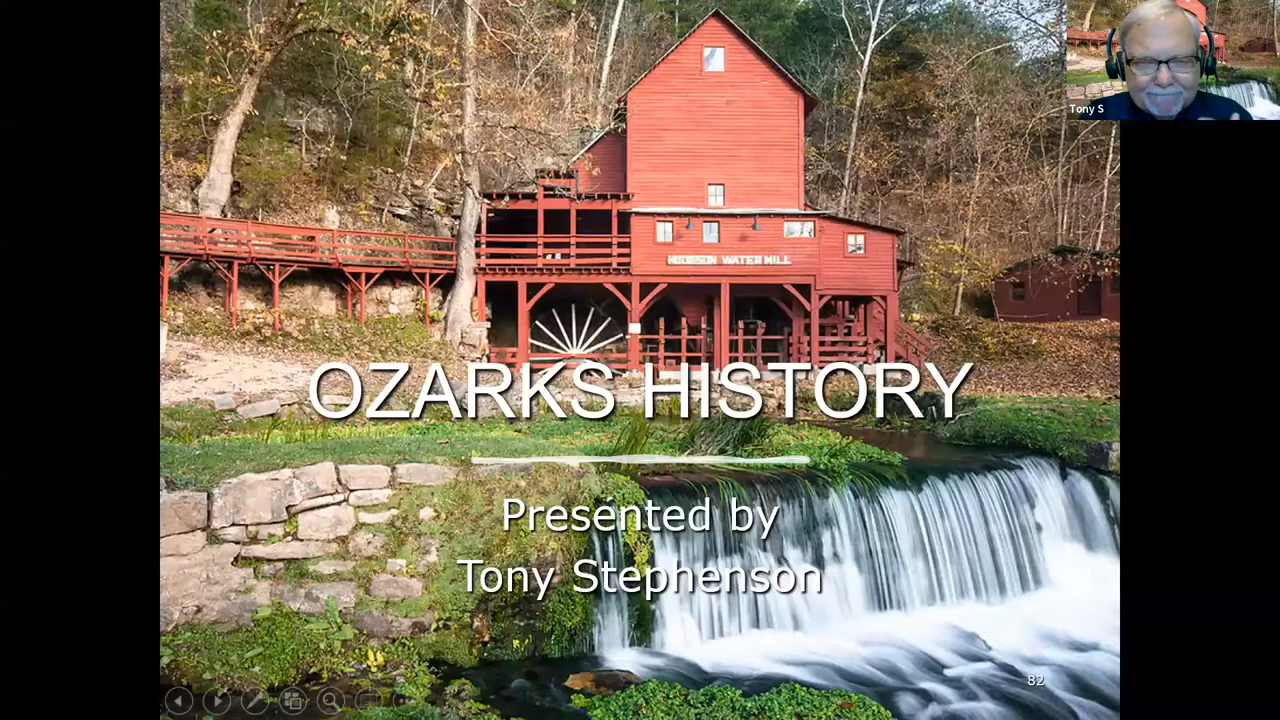 Tony S
HODGSON WATER MILL
OZARKS HISTORY
Presented by
Tony Stephenson
82